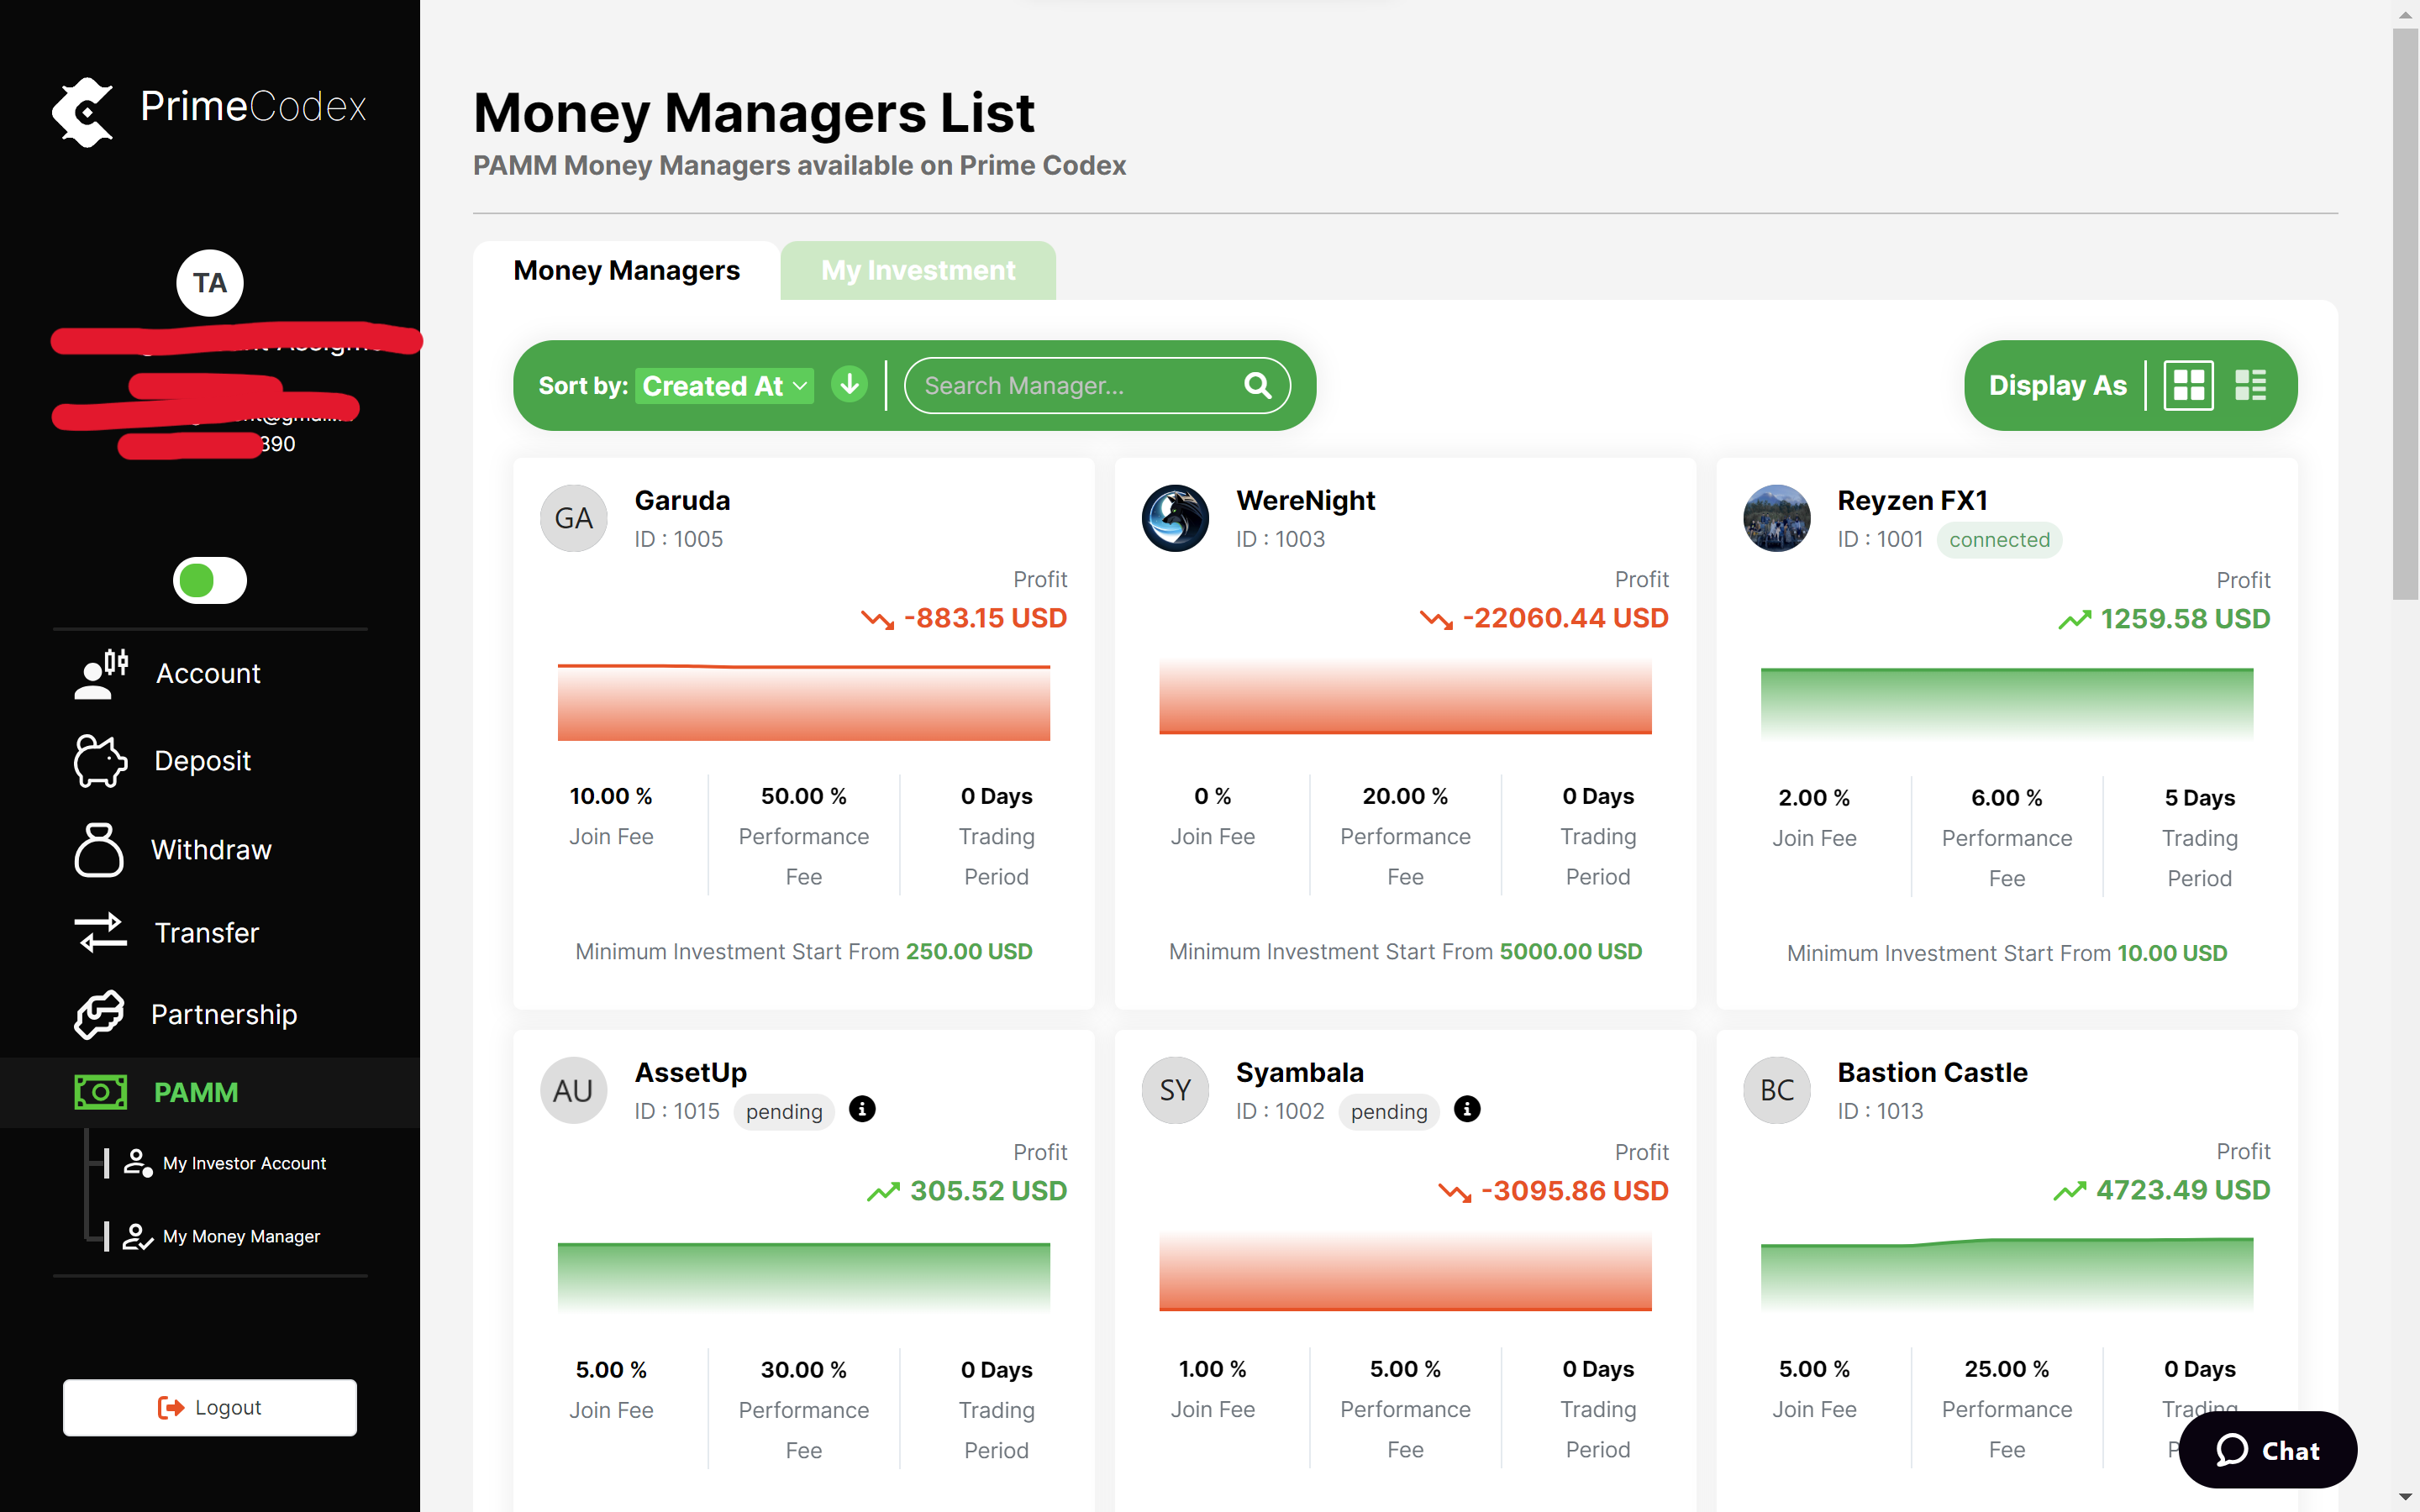 PrimeCodex
TA
390
Account
Deposit
Withdraw
Transfer
Partnership
PAMM
My Investor Account
My Money Manager
Logout
Money Managers List
PAMM Money Managers available on Prime Codex
Money Managers
My Investment
Sort by: Created At
Search Manager...
Display As
GA
Garuda
ID : 1005
Profit
-883.15 USD
10.00 %
Join Fee
50.00 %
Performance
Fee
0 Days
Trading
Period
Minimum Investment Start From 250.00 USD
WereNight
ID : 1003
Profit
-22060.44 USD
0 %
Join Fee
20.00 %
Performance
Fee
0 Days
Trading
Period
Minimum Investment Start From 5000.00 USD
Reyzen FX1
ID : 1001 connected
Profit
1259.58 USD
2.00 %
Join Fee
6.00 %
Performance
Fee
5 Days
Trading
Period
Minimum Investment Start From 10.00 USD
AU
AssetUp
ID : 1015 pending
Profit
305.52 USD
5.00 %
Join Fee
30.00 %
Performance
Fee
0 Days
Trading
Period
SY
Syambala
ID : 1002 pending
Profit
-3095.86 USD
1.00 %
Join Fee
5.00 %
Performance
Fee
0 Days
Trading
Period
BC
Bastion Castle
ID : 1013
Profit
4723.49 USD
5.00 %
Join Fee
25.00 %
Performance
Fee
0 Days
Trading
Chat